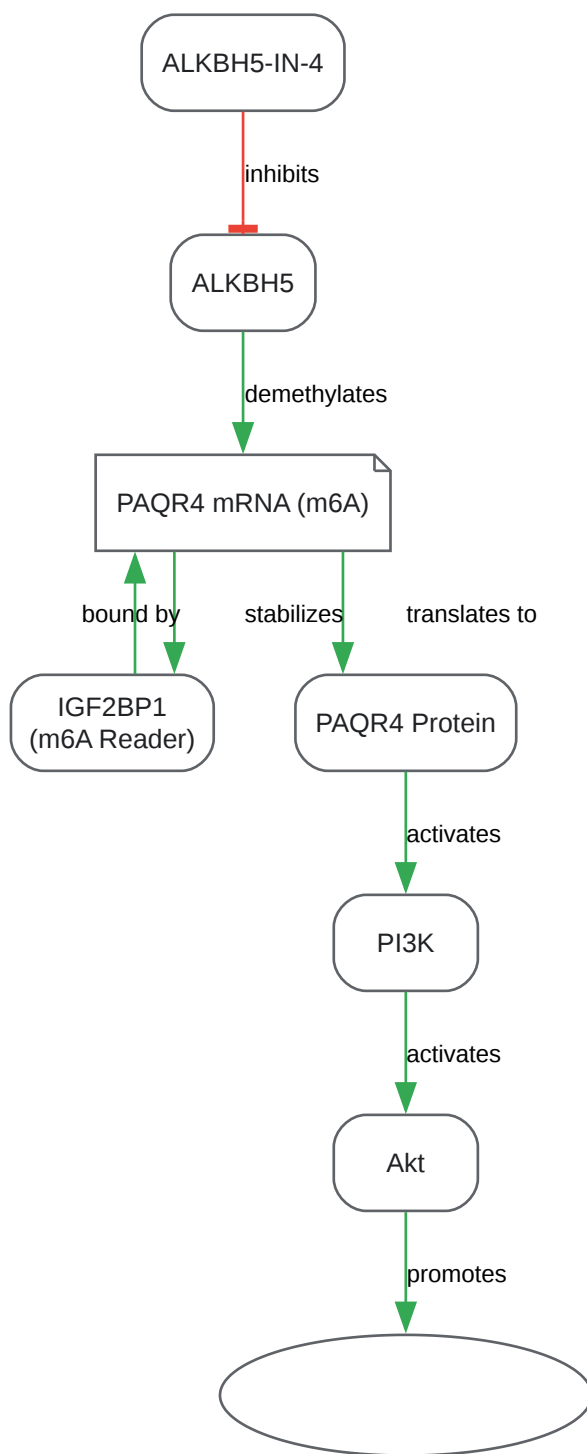 ALKBH5-IN-4
inhibits
ALKBH5
demethylates
PAQR4 mRNA (m6A)
bound by
stabilizes
translates to
IGF2BP1
(m6A Reader)
PAQR4 Protein
activates
PI3K
activates
Akt
promotes